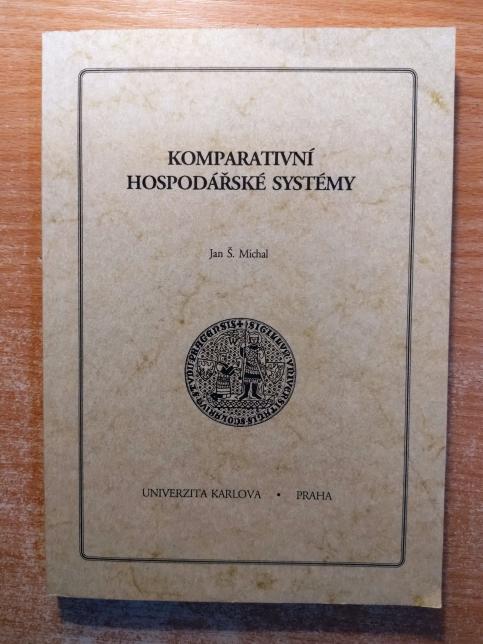 KOMPARATIVNÍ
HOSPODÁŘSKÉ SYSTÉMY
Jan Š. Michal
UNIVERZITA KARLOVA • PRAHA